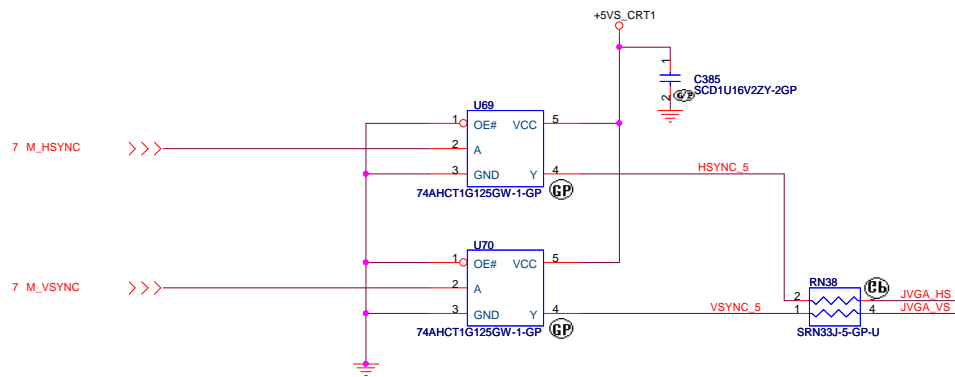 +5VS_CRT1
1
2
C385
SCD1U16V2ZY-2GP
U69
1 OE# VCC 5
7 M_HSYNC
2 A
HSYNC_5
3 GND Y 4
74AHCT1G125GW-1-GP GP
U70
1 OE# VCC 5
7 M_VSYNC
2 A
RN38
2 JVGA_HS
VSYNC_5
3 GND Y 4
1 4 JVGA_VS
74AHCT1G125GW-1-GP GP
SRN33J-5-GP-U